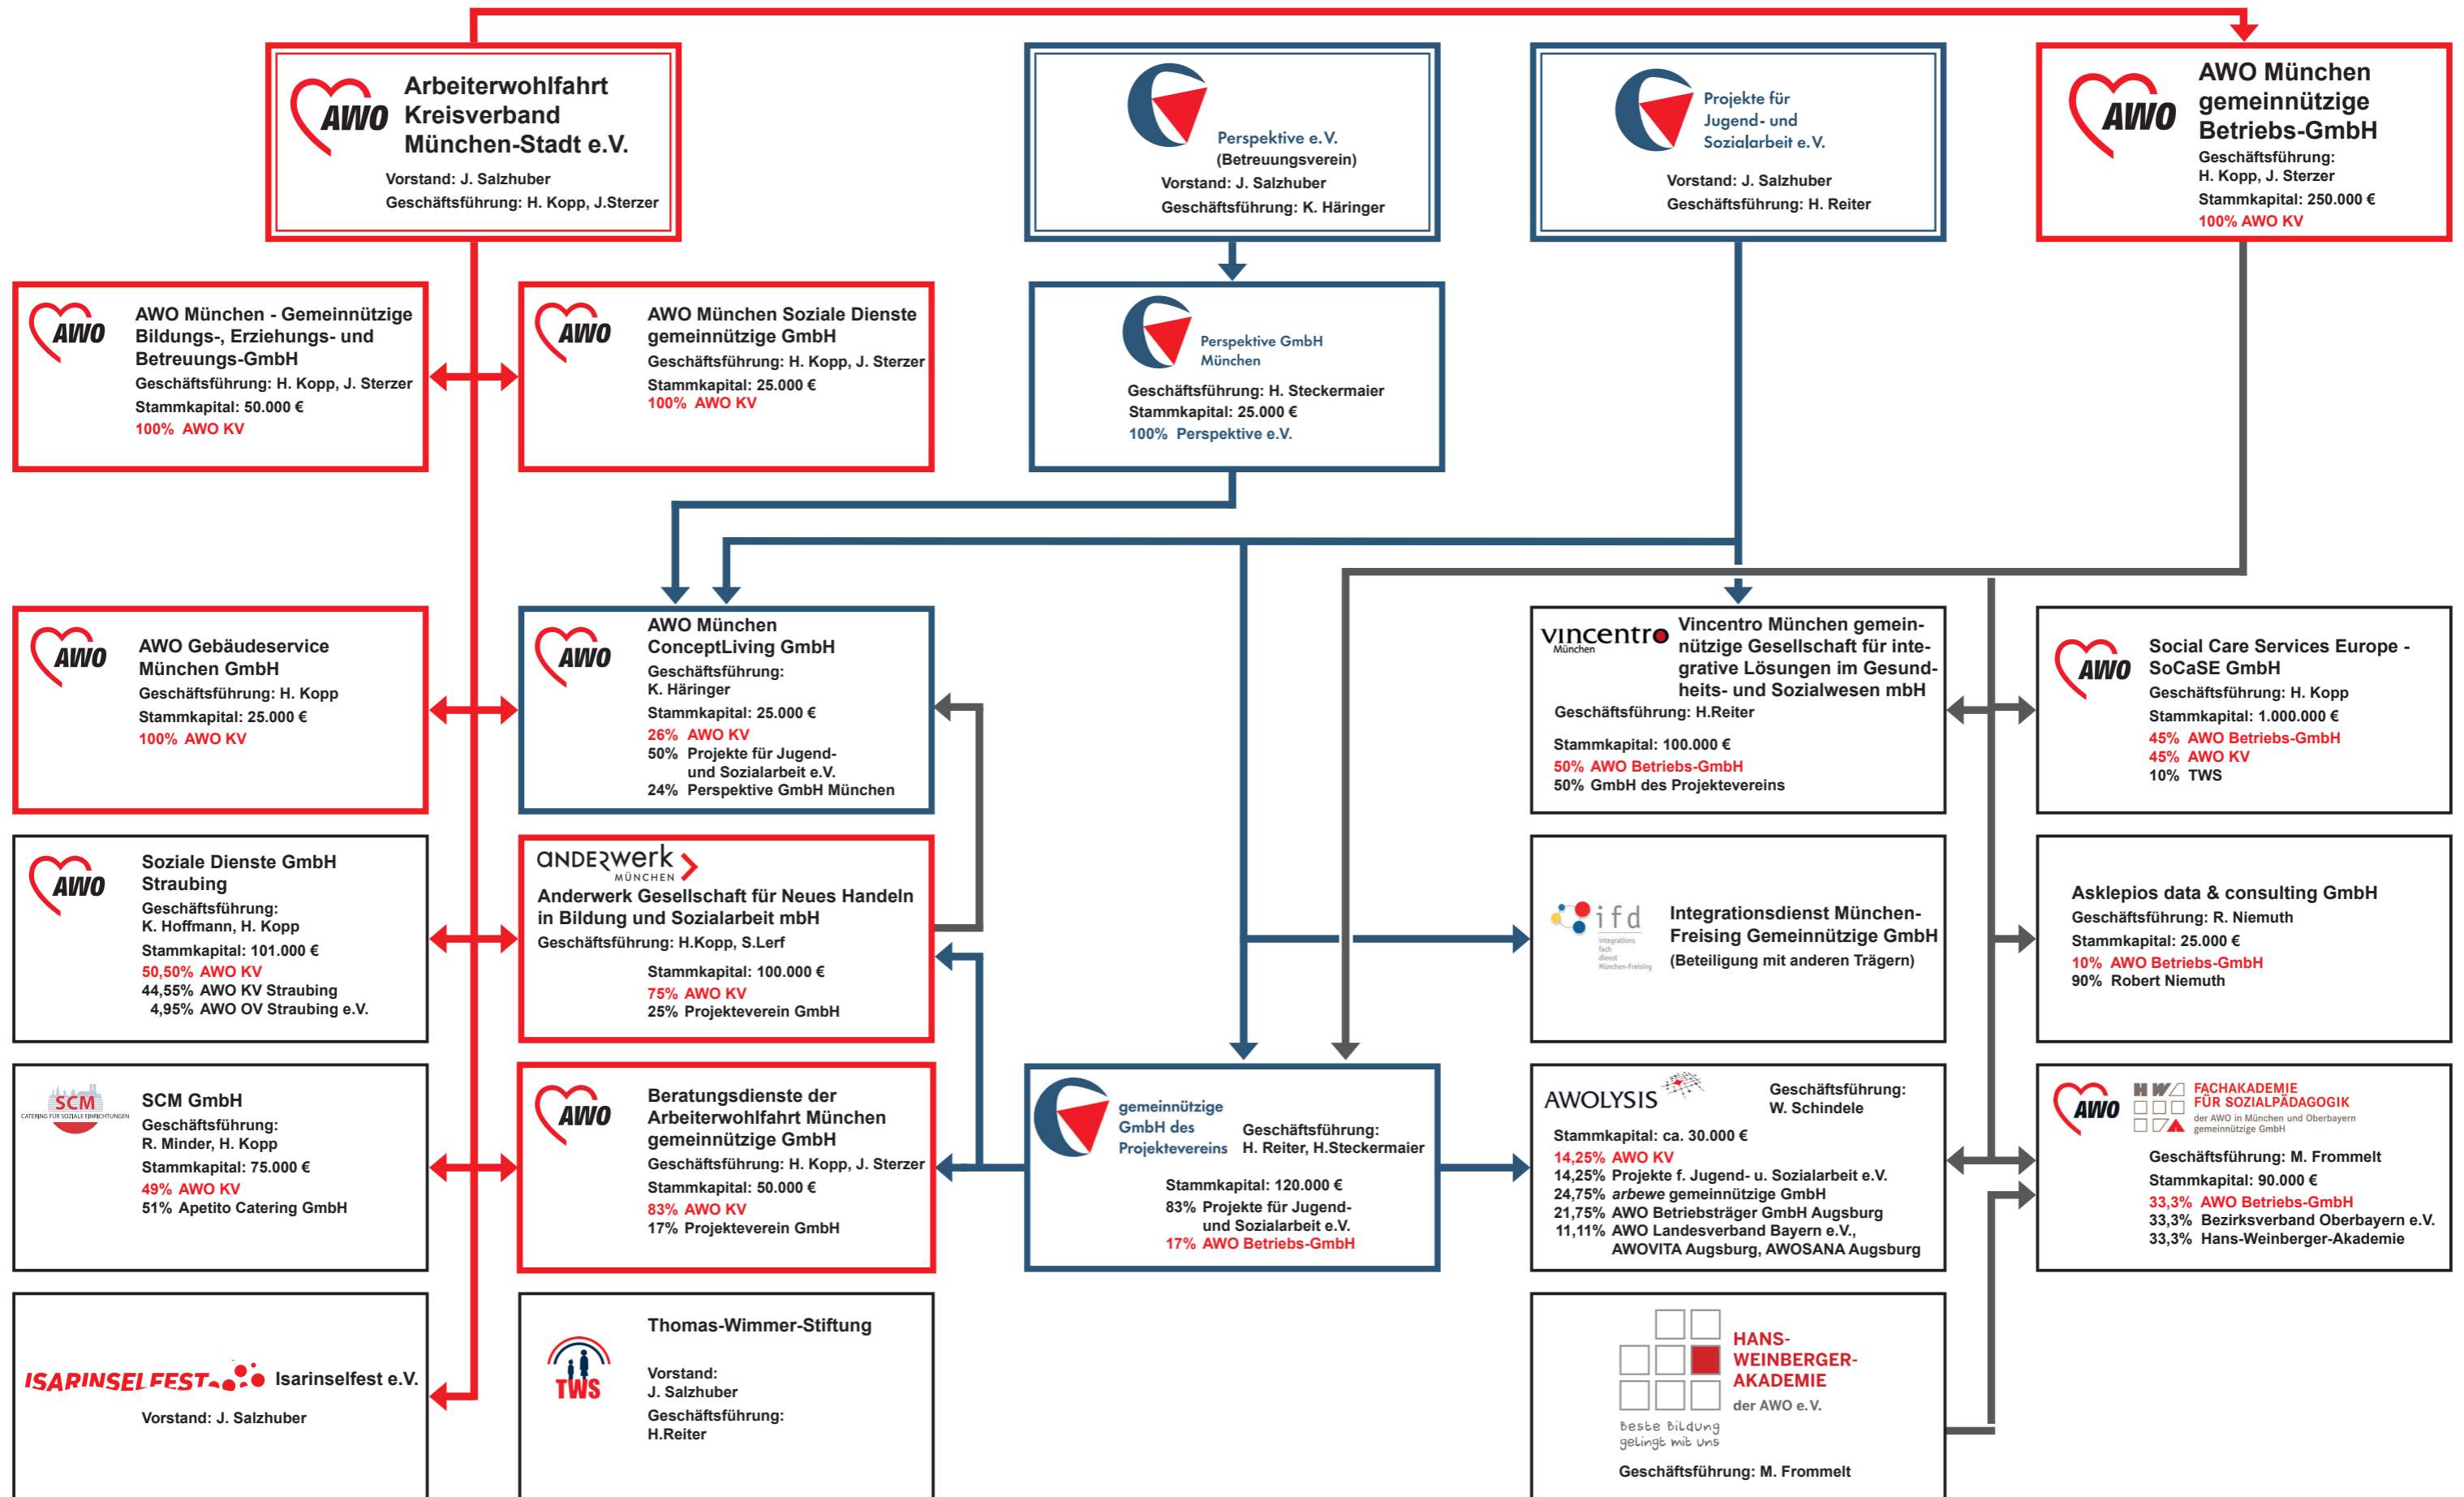 AWO
Arbeiterwohlfahrt
Kreisverband
München-Stadt e.V.
Vorstand: J. Salzhuber
Geschäftsführung: H. Kopp, J.Sterzer
Perspektive e.V.
(Betreuungsverein)
Vorstand: J. Salzhuber
Geschäftsführung: K. Häringer
Projekte für
Jugend- und
Sozialarbeit e.V.
Vorstand: J. Salzhuber
Geschäftsführung: H. Reiter
AWO
AWO München
gemeinnützige
Betriebs-GmbH
Geschäftsführung:
H. Kopp, J. Sterzer
Stammkapital: 250.000 €
100% AWO KV
AWO
AWO München - Gemeinnützige
Bildungs-, Erziehungs- und
Betreuungs-GmbH
Geschäftsführung: H. Kopp, J. Sterzer
Stammkapital: 50.000 €
100% AWO KV
AWO
AWO München Soziale Dienste
gemeinnützige GmbH
Geschäftsführung: H. Kopp, J. Sterzer
Stammkapital: 25.000 €
100% AWO KV
Perspektive GmbH
München
Geschäftsführung: H. Steckermaier
Stammkapital: 25.000 €
100% Perspektive e.V.
AWO
AWO Gebäudeservice
München GmbH
Geschäftsführung: H. Kopp
Stammkapital: 25.000 €
100% AWO KV
AWO
AWO München
ConceptLiving GmbH
Geschäftsführung:
K. Häringer
Stammkapital: 25.000 €
26% AWO KV
50% Projekte für Jugend-
und Sozialarbeit e.V.
24% Perspektive GmbH München
vincentro
München
Vincentro München gemein-
nützige Gesellschaft für inte-
grative Lösungen im Gesund-
heits- und Sozialwesen mbH
Geschäftsführung: H.Reiter
Stammkapital: 100.000 €
50% AWO Betriebs-GmbH
50% GmbH des Projektevereins
AWO
Social Care Services Europe -
SoCaSE GmbH
Geschäftsführung: H. Kopp
Stammkapital: 1.000.000 €
45% AWO Betriebs-GmbH
45% AWO KV
10% TWS
AWO
Soziale Dienste GmbH
Straubing
Geschäftsführung:
K. Hoffmann, H. Kopp
Stammkapital: 101.000 €
50,50% AWO KV
44,55% AWO KV Straubing
4,95% AWO OV Straubing e.V.
anderwerk
MÜNCHEN
Anderwerk Gesellschaft für Neues Handeln
in Bildung und Sozialarbeit mbH
Geschäftsführung: H.Kopp, S.Lerf
Stammkapital: 100.000 €
75% AWO KV
25% Projekteverein GmbH
ifd
Integrations
fach
dienst
München-Freising
Integrationsdienst München-
Freising Gemeinnützige GmbH
(Beteiligung mit anderen Trägern)
Asklepios data & consulting GmbH
Geschäftsführung: R. Niemuth
Stammkapital: 25.000 €
10% AWO Betriebs-GmbH
90% Robert Niemuth
SCM
CATERING FÜR SOZIALE EINRICHTUNGEN
SCM GmbH
Geschäftsführung:
R. Minder, H. Kopp
Stammkapital: 75.000 €
49% AWO KV
51% Apetito Catering GmbH
AWO
Beratungsdienste der
Arbeiterwohlfahrt München
gemeinnützige GmbH
Geschäftsführung: H. Kopp, J. Sterzer
Stammkapital: 50.000 €
83% AWO KV
17% Projekteverein GmbH
gemeinnützige
GmbH des
Projektevereins
Geschäftsführung:
H. Reiter, H.Steckermaier
Stammkapital: 120.000 €
83% Projekte für Jugend-
und Sozialarbeit e.V.
17% AWO Betriebs-GmbH
AWOLYSIS
Geschäftsführung:
W. Schindele
Stammkapital: ca. 30.000 €
14,25% AWO KV
14,25% Projekte f. Jugend- u. Sozialarbeit e.V.
24,75% arbewe gemeinnützige GmbH
21,75% AWO Betriebsträger GmbH Augsburg
11,11% AWO Landesverband Bayern e.V.,
AWOVITA Augsburg, AWOSANA Augsburg
AWO
HWA
FACHAKADEMIE
FÜR SOZIALPÄDAGOGIK
der AWO in München und Oberbayern
gemeinnützige GmbH
Geschäftsführung: M. Frommelt
Stammkapital: 90.000 €
33,3% AWO Betriebs-GmbH
33,3% Bezirksverband Oberbayern e.V.
33,3% Hans-Weinberger-Akademie
ISARINSELFEST
Isarinselfest e.V.
Vorstand: J. Salzhuber
TWS
Thomas-Wimmer-Stiftung
Vorstand:
J. Salzhuber
Geschäftsführung:
H.Reiter
HANS-
WEINBERGER-
AKADEMIE
der AWO e.V.
Beste Bildung
gelingt mit uns
Geschäftsführung: M. Frommelt